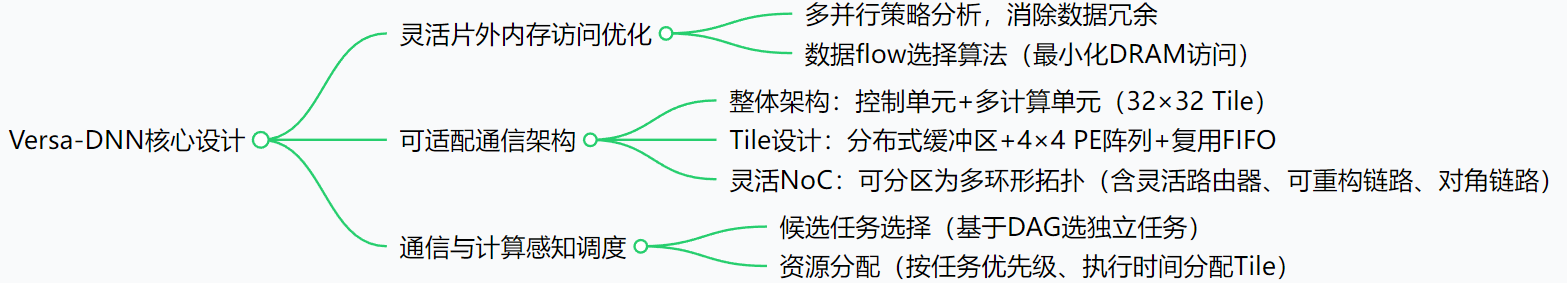 Versa-DNN核心设计
灵活片外内存访问优化
多并行策略分析，消除数据冗余
数据flow选择算法（最小化DRAM访问）
可适配通信架构
整体架构：控制单元+多计算单元（32×32 Tile）
Tile设计：分布式缓冲区+4×4 PE阵列+复用FIFO
灵活NoC：可分区为多环形拓扑（含灵活路由器、可重构链路、对角链路）
通信与计算感知调度
候选任务选择（基于DAG选独立任务）
资源分配（按任务优先级、执行时间分配Tile）